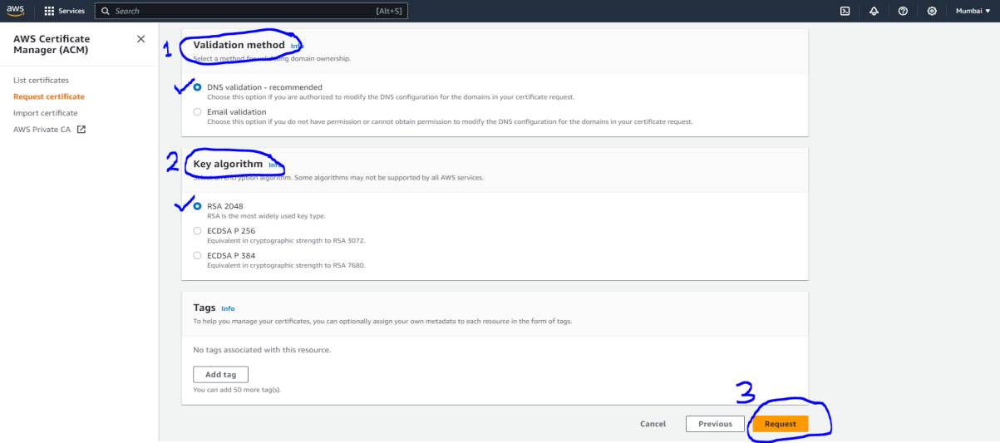 aws Services Search [Alt+S] Mumbai
AWS Certificate Manager (ACM)
List certificates
Request certificate
Import certificate
AWS Private CA
1 Validation method Info
Select a method for validating domain ownership.
DNS validation - recommended
Choose this option if you are authorized to modify the DNS configuration for the domains in your certificate request.
Email validation
Choose this option if you do not have permission or cannot obtain permission to modify the DNS configuration for the domains in your certificate request.
2 Key algorithm Info
Select an encryption algorithm. Some algorithms may not be supported by all AWS services.
RSA 2048
RSA is the most widely used key type.
ECDSA P 256
Equivalent in cryptographic strength to RSA 3072.
ECDSA P 384
Equivalent in cryptographic strength to RSA 7680.
Tags Info
To help you manage your certificates, you can optionally assign your own metadata to each resource in the form of tags.
No tags associated with this resource.
Add tag
You can add 50 more tag(s).
3
Cancel Previous Request